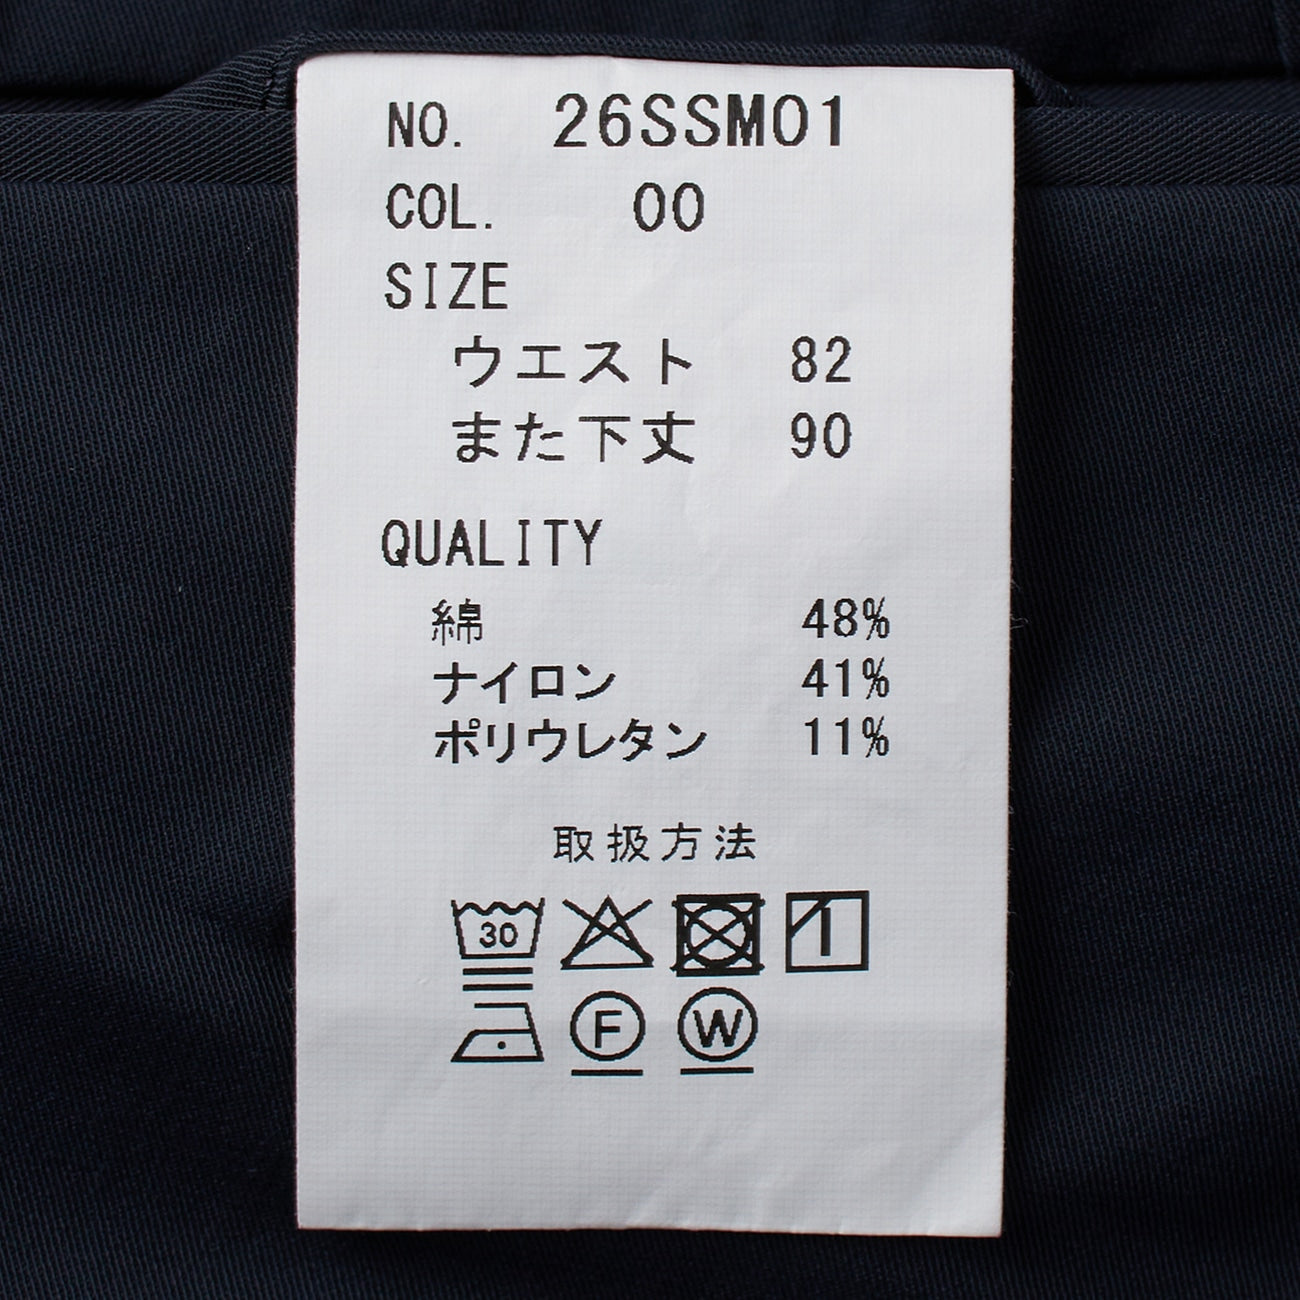 NO. 26SSM01
COL. 00
SIZE
ウエスト 82
また下丈 90
QUALITY
綿 48%
ナイロン 41%
ポリウレタン 11%
取扱方法
30
F W